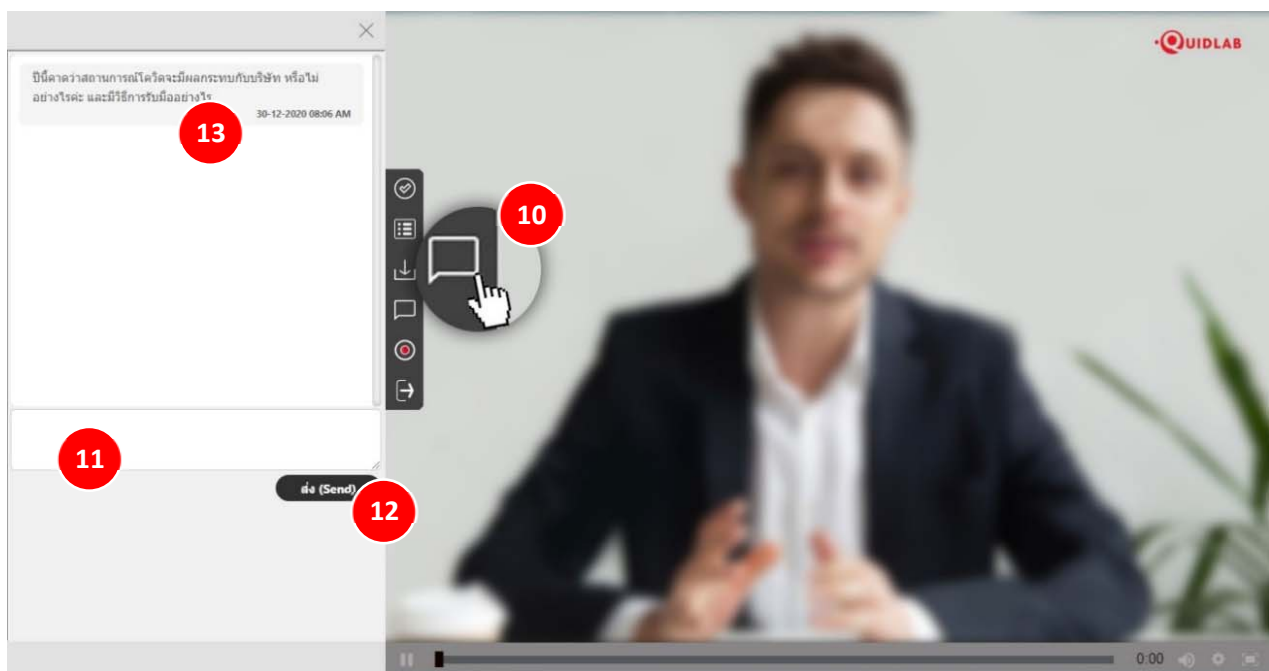 QUIDLAB
ปีนี้คาดว่าสถานการณ์โควิดจะมีผลกระทบกับบริษัท หรือไม่
อย่างไรค่ะ และมีวิธีการรับมืออย่างไร
30-12-2020 08:06 AM
13
10
11
ส่ง (Send)
12
0:00